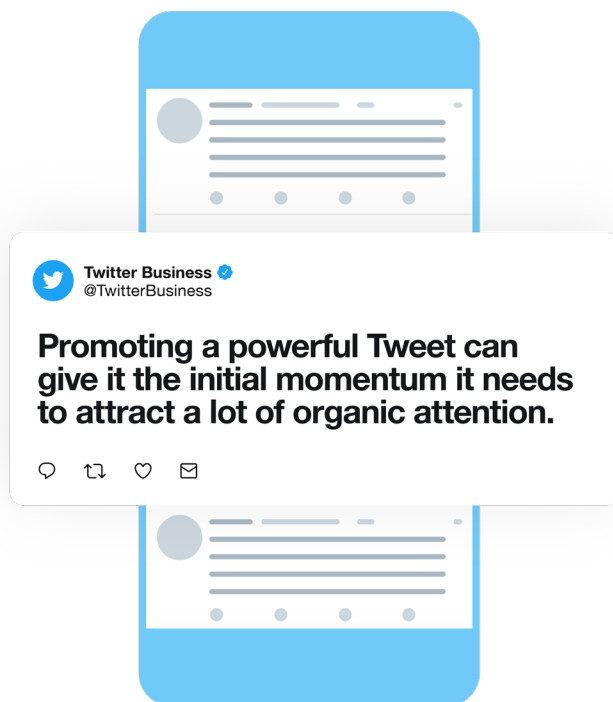 Twitter Business
@TwitterBusiness
Promoting a powerful Tweet can
give it the initial momentum it needs
to attract a lot of organic attention.